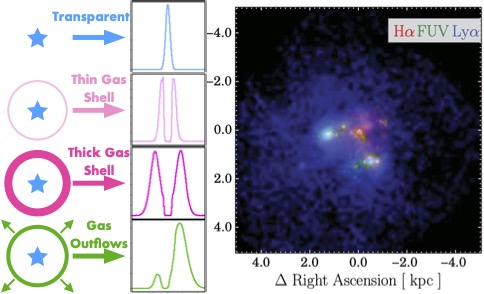 Transparent
Thin Gas
Shell
Thick Gas
Shell
Gas
Outflows
−4.0
−2.0
0.0
2.0
4.0
Hα FUV Lyα
4.0 2.0 0.0 −2.0 −4.0
Δ Right Ascension [ kpc ]